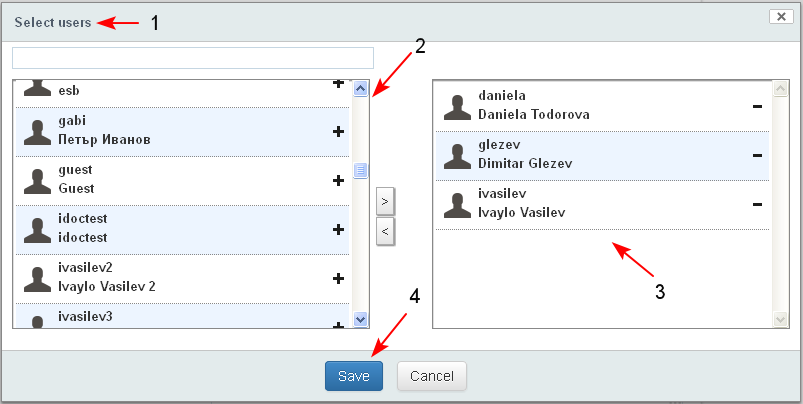 Select users
1
2
esb
gabi
Петър Иванов
guest
Guest
idoctest
idoctest
ivasilev2
Ivaylo Vasilev 2
ivasilev3
>
<
daniela
Daniela Todorova
glezev
Dimitar Glezev
ivasilev
Ivaylo Vasilev
3
4
Save
Cancel